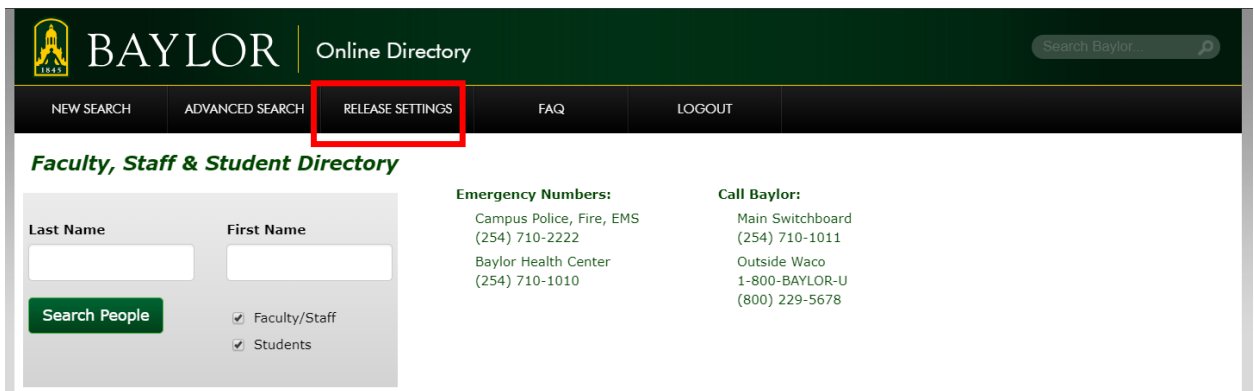 1845
BAYLOR
Online Directory
Search Baylor...
NEW SEARCH
ADVANCED SEARCH
RELEASE SETTINGS
FAQ
LOGOUT
Faculty, Staff & Student Directory
Last Name
First Name
Search People
Faculty/Staff
Students
Emergency Numbers:
Campus Police, Fire, EMS
(254) 710-2222
Baylor Health Center
(254) 710-1010
Call Baylor:
Main Switchboard
(254) 710-1011
Outside Waco
1-800-BAYLOR-U
(800) 229-5678